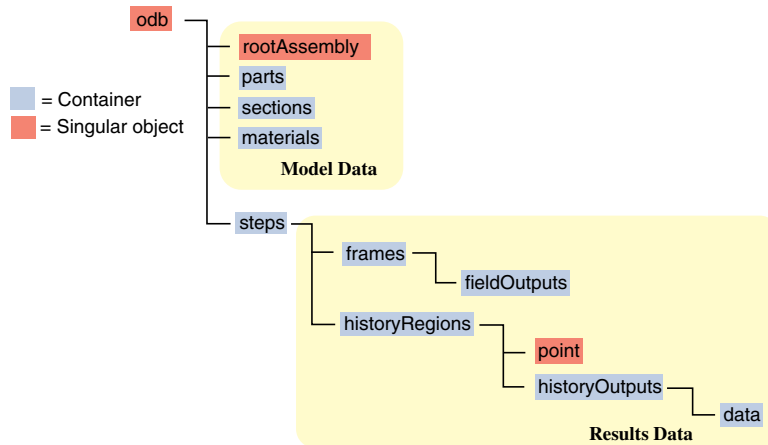 odb
rootAssembly
parts
= Container
sections
= Singular object
materials
Model Data
steps
frames
fieldOutputs
historyRegions
point
historyOutputs
data
Results Data